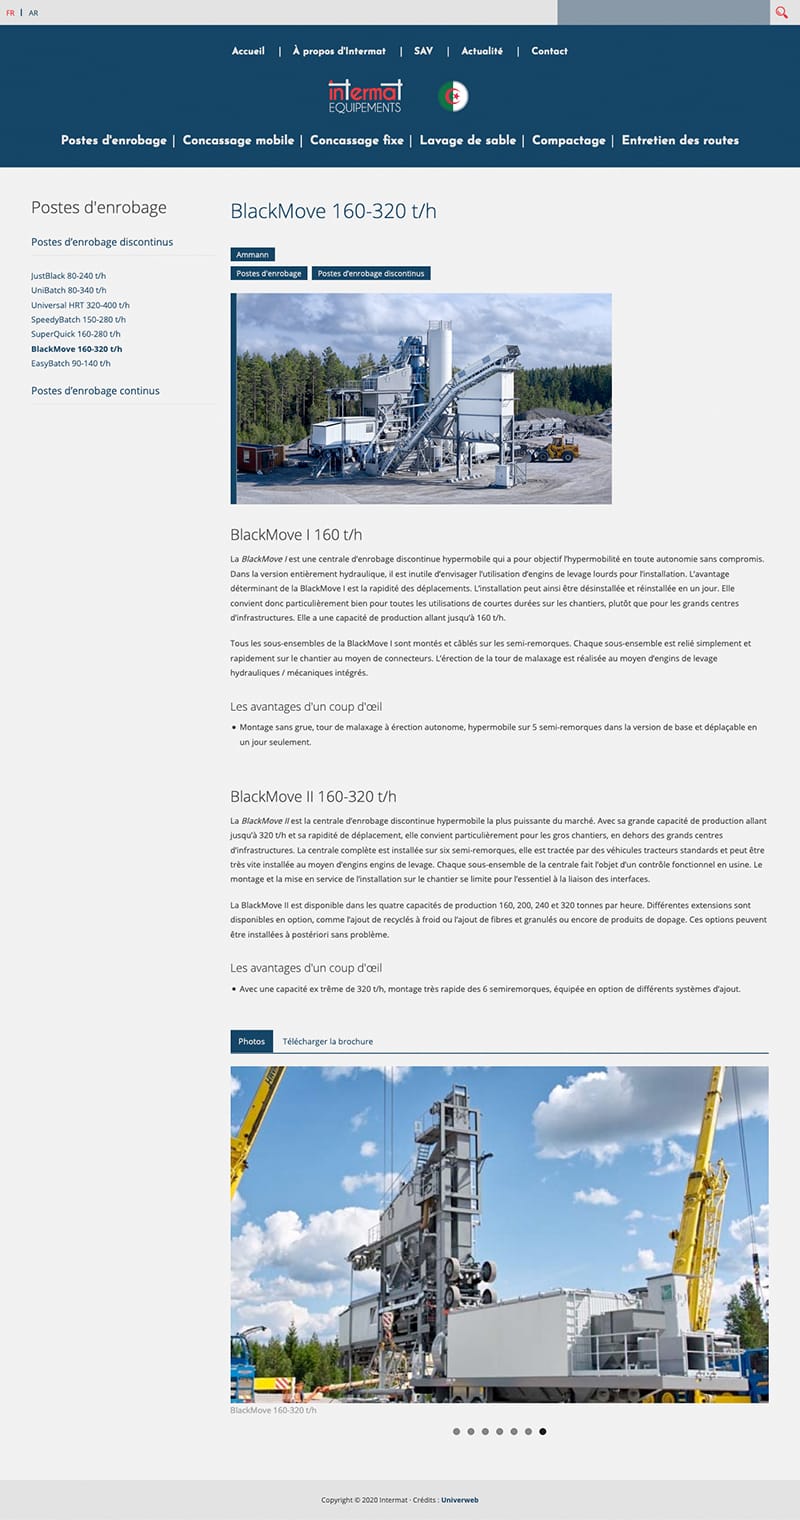 FR | AR
Accueil | À propos d'Intermat | SAV | Actualité | Contact
intermat
EQUIPEMENTS
Postes d'enrobage | Concassage mobile | Concassage fixe | Lavage de sable | Compactage | Entretien des routes
Postes d'enrobage
Postes d’enrobage discontinus
JustBlack 80-240 t/h
UniBatch 80-340 t/h
Universal HRT 320-400 t/h
SpeedyBatch 150-280 t/h
SuperQuick 160-280 t/h
BlackMove 160-320 t/h
EasyBatch 90-140 t/h
Postes d’enrobage continus
BlackMove 160-320 t/h
Ammann
Postes d'enrobage Postes d’enrobage discontinus
BlackMove I 160 t/h
La BlackMove I est une centrale d’enrobage discontinue hypermobile qui a pour objectif l’hypermobilité en toute autonomie sans compromis.
Dans la version entièrement hydraulique, il est inutile d’envisager l’utilisation d’engins de levage lourds pour l’installation. L’avantage
déterminant de la BlackMove I est la rapidité des déplacements. L’installation peut ainsi être désinstallée et réinstallée en un jour. Elle
convient donc particulièrement bien pour toutes les utilisations de courtes durées sur les chantiers, plutôt que pour les grands centres
d’infrastructures. Elle a une capacité de production allant jusqu’à 160 t/h.
Tous les sous-ensembles de la BlackMove I sont montés et câblés sur les semi-remorques. Chaque sous-ensemble est relié simplement et
rapidement sur le chantier au moyen de connecteurs. L’érection de la tour de malaxage est réalisée au moyen d’engins de levage
hydrauliques / mécaniques intégrés.
Les avantages d'un coup d'œil
• Montage sans grue, tour de malaxage à érection autonome, hypermobile sur 5 semi-remorques dans la version de base et déplaçable en
un jour seulement.
BlackMove II 160-320 t/h
La BlackMove II est la centrale d’enrobage discontinue hypermobile la plus puissante du marché. Avec sa grande capacité de production allant
jusqu’à 320 t/h et sa rapidité de déplacement, elle convient particulièrement pour les gros chantiers, en dehors des grands centres
d’infrastructures. La centrale complète est installée sur six semi-remorques, elle est tractée par des véhicules tracteurs standards et peut être
très vite installée au moyen d’engins engins de levage. Chaque sous-ensemble de la centrale fait l’objet d’un contrôle fonctionnel en usine. Le
montage et la mise en service de l’installation sur le chantier se limite pour l’essentiel à la liaison des interfaces.
La BlackMove II est disponible dans les quatre capacités de production 160, 200, 240 et 320 tonnes par heure. Différentes extensions sont
disponibles en option, comme l’ajout de recyclés à froid ou l’ajout de fibres et granulés ou encore de produits de dopage. Ces options peuvent
être installées à postériori sans problème.
Les avantages d'un coup d'œil
• Avec une capacité ex trême de 320 t/h, montage très rapide des 6 semiremorques, équipée en option de différents systèmes d’ajout.
Photos Télécharger la brochure
BlackMove 160-320 t/h
Copyright © 2020 Intermat · Crédits : Univerweb